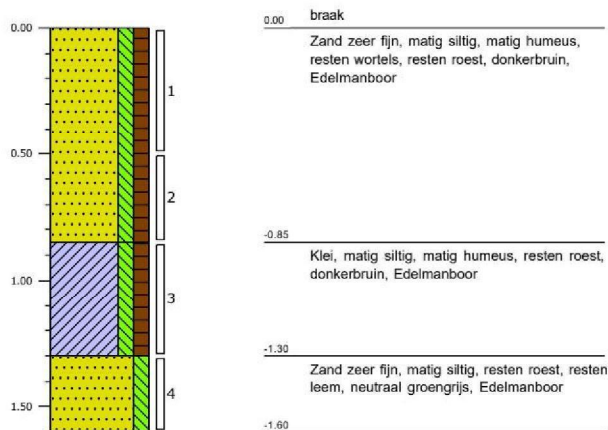 0.00
0.50
1.00
1.50
1
2
3
4
0.00
braak
Zand zeer fijn, matig siltig, matig humeus,
resten wortels, resten roest, donkerbruin,
Edelmanboor
-0.85
Klei, matig siltig, matig humeus, resten roest,
donkerbruin, Edelmanboor
-1.30
Zand zeer fijn, matig siltig, resten roest, resten
leem, neutraal groengrijs, Edelmanboor
-1.60